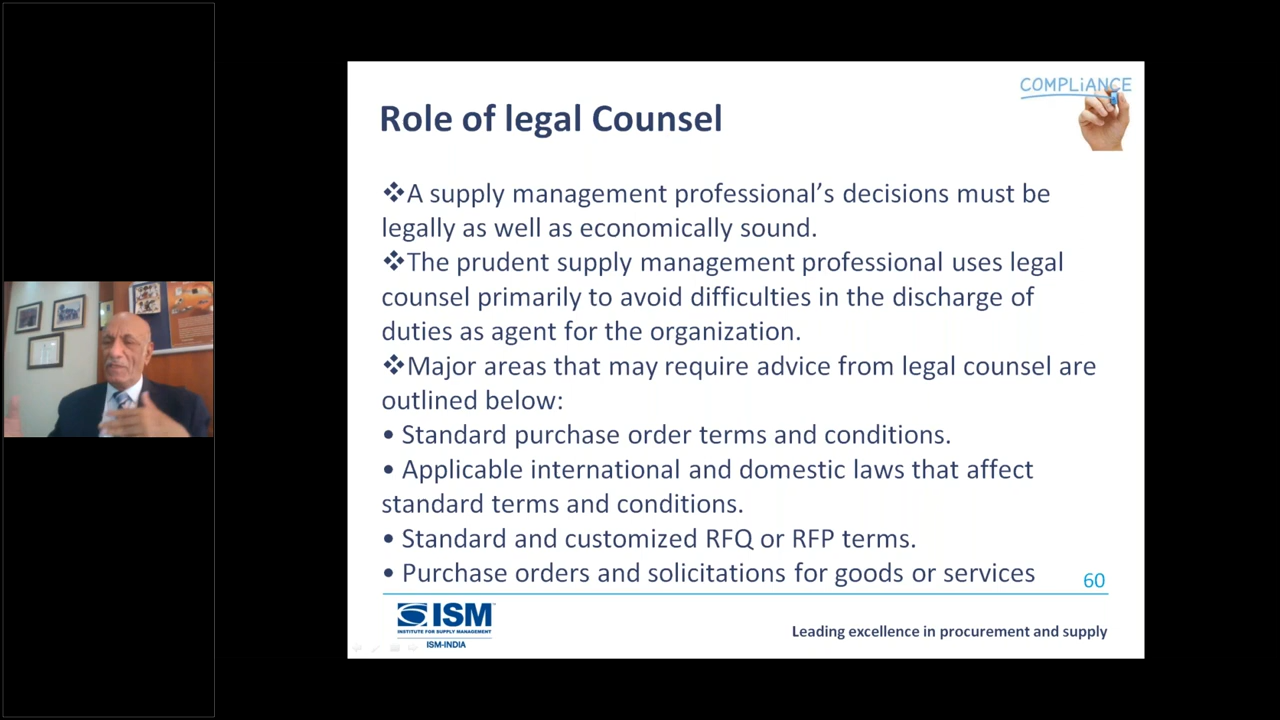 COMPLiANCE
Role of legal Counsel
❖A supply management professional’s decisions must be
legally as well as economically sound.
❖The prudent supply management professional uses legal
counsel primarily to avoid difficulties in the discharge of
duties as agent for the organization.
❖Major areas that may require advice from legal counsel are
outlined below:
• Standard purchase order terms and conditions.
• Applicable international and domestic laws that affect
standard terms and conditions.
• Standard and customized RFQ or RFP terms.
• Purchase orders and solicitations for goods or services
60
ISM
INSTITUTE FOR SUPPLY MANAGEMENT
ISM-INDIA
Leading excellence in procurement and supply